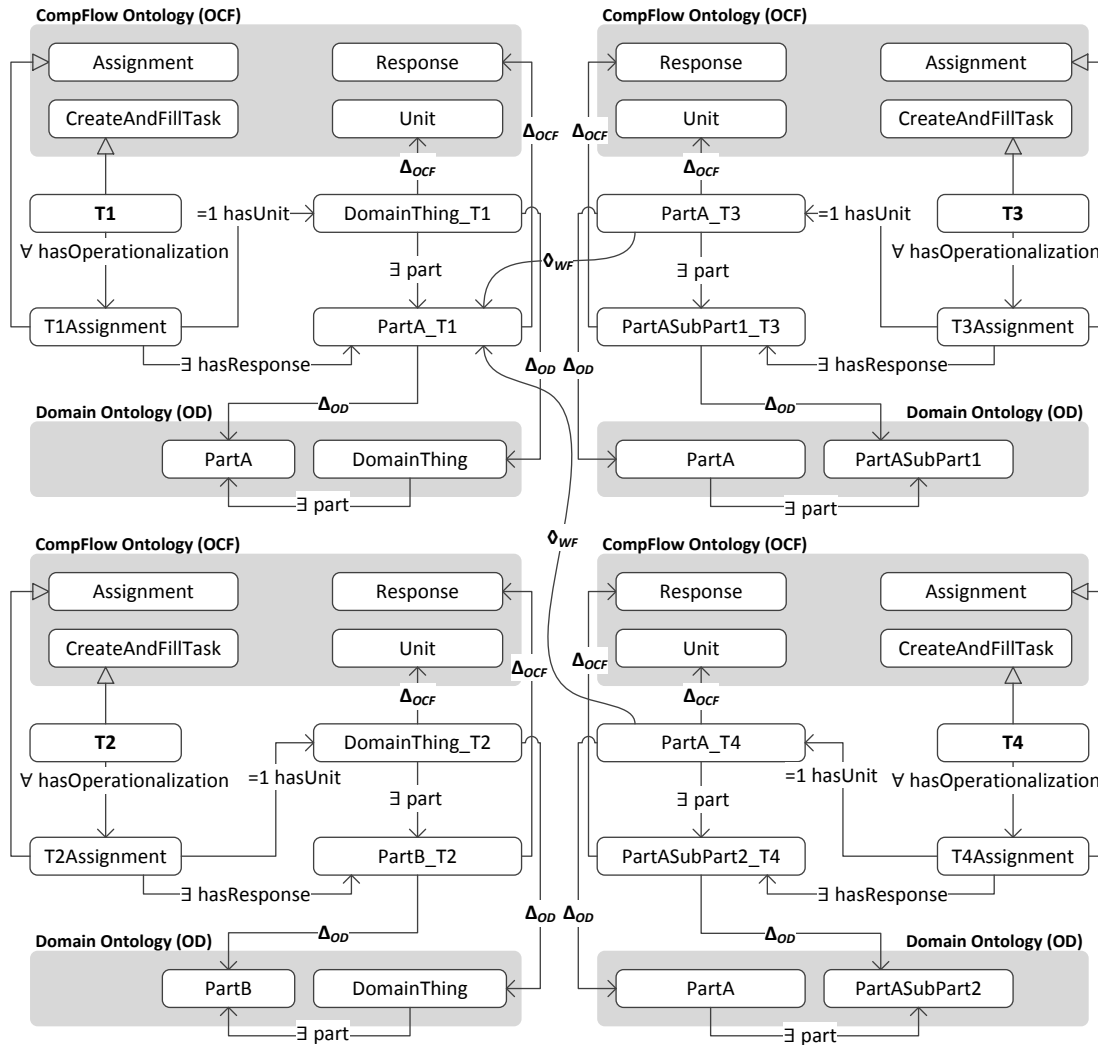 CompFlow Ontology (OCF)
Assignment
Response
CreateAndFillTask
Unit
ΔOCF
ΔOCF
T1
=1 hasUnit
DomainThing_T1
∀ hasOperationalization
∃ part
T1Assignment
PartA_T1
∃ hasResponse
ΔOD
ΔOD
Domain Ontology (OD)
PartA
DomainThing
∃ part
CompFlow Ontology (OCF)
Response
Assignment
Unit
CreateAndFillTask
ΔOCF
ΔOCF
PartA_T3
=1 hasUnit
T3
∀ hasOperationalization
◊WF
∃ part
PartASubPart1_T3
T3Assignment
∃ hasResponse
ΔOD
ΔOD
Domain Ontology (OD)
PartA
PartASubPart1
∃ part
◊WF
CompFlow Ontology (OCF)
Assignment
Response
CreateAndFillTask
Unit
ΔOCF
ΔOCF
T2
DomainThing_T2
∀ hasOperationalization
=1 hasUnit
∃ part
T2Assignment
PartB_T2
∃ hasResponse
ΔOD
ΔOD
Domain Ontology (OD)
PartB
DomainThing
∃ part
CompFlow Ontology (OCF)
Response
Assignment
Unit
CreateAndFillTask
ΔOCF
ΔOCF
PartA_T4
T4
=1 hasUnit
∀ hasOperationalization
∃ part
PartASubPart2_T4
T4Assignment
∃ hasResponse
ΔOD
ΔOD
Domain Ontology (OD)
PartA
PartASubPart2
∃ part